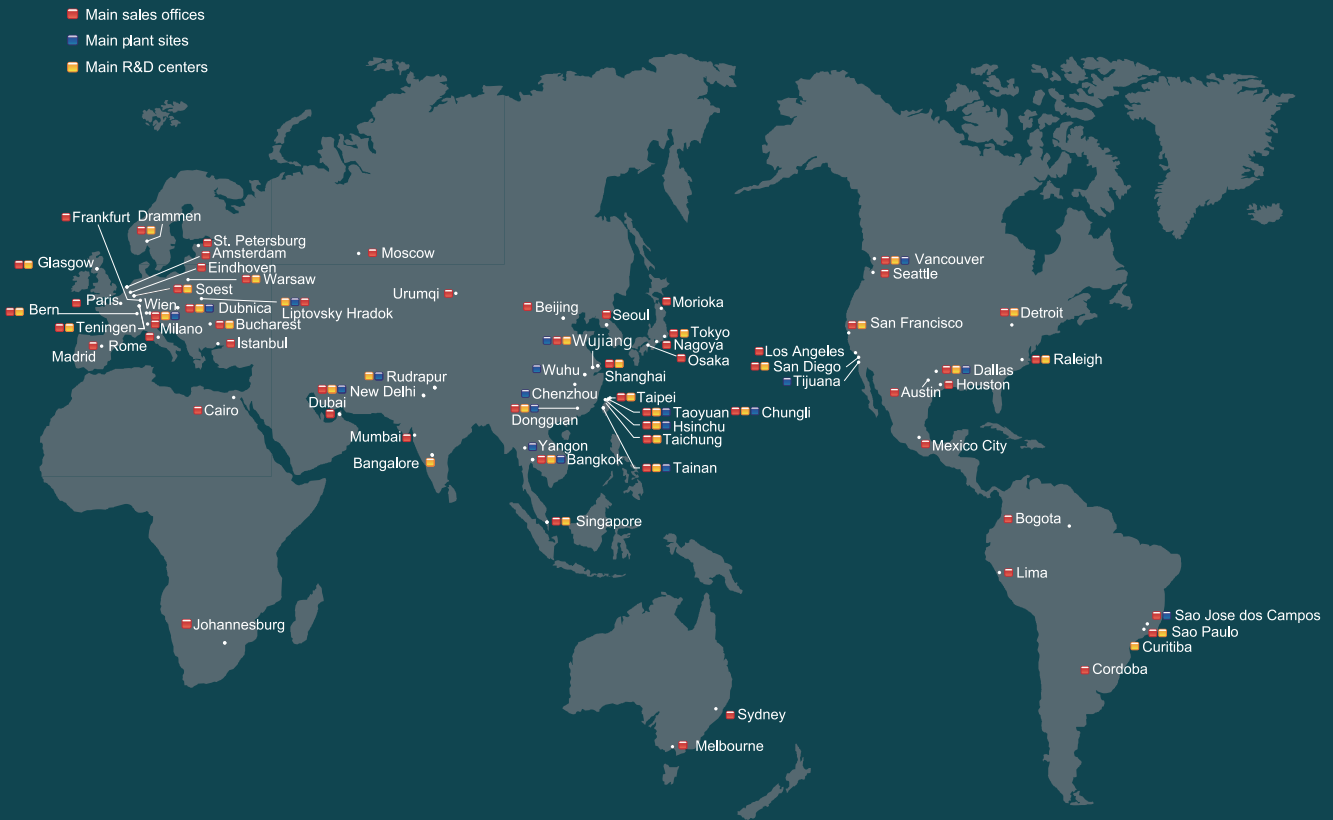 Main sales offices
Main plant sites
Main R&D centers
Frankfurt
Drammen
St. Petersburg
Amsterdam
Moscow
Glasgow
Eindhoven
Warsaw
Soest
Paris
Wien
Dubnica
Liptovsky Hradok
Bern
Teningen
Milano
Bucharest
Madrid
Rome
Istanbul
Urumqi
Beijing
Seoul
Morioka
Tokyo
Nagoya
Osaka
Wujiang
Shanghai
Wuhu
Rudrapur
New Delhi
Dubai
Chenzhou
Dongguan
Cairo
Taipei
Taoyuan
Chungli
Hsinchu
Taichung
Mumbai
Yangon
Bangalore
Bangkok
Tainan
Singapore
Johannesburg
Sydney
Melbourne
Vancouver
Seattle
San Francisco
Detroit
Los Angeles
San Diego
Raleigh
Tijuana
Dallas
Houston
Austin
Mexico City
Bogota
Lima
Sao Jose dos Campos
Sao Paulo
Curitiba
Cordoba